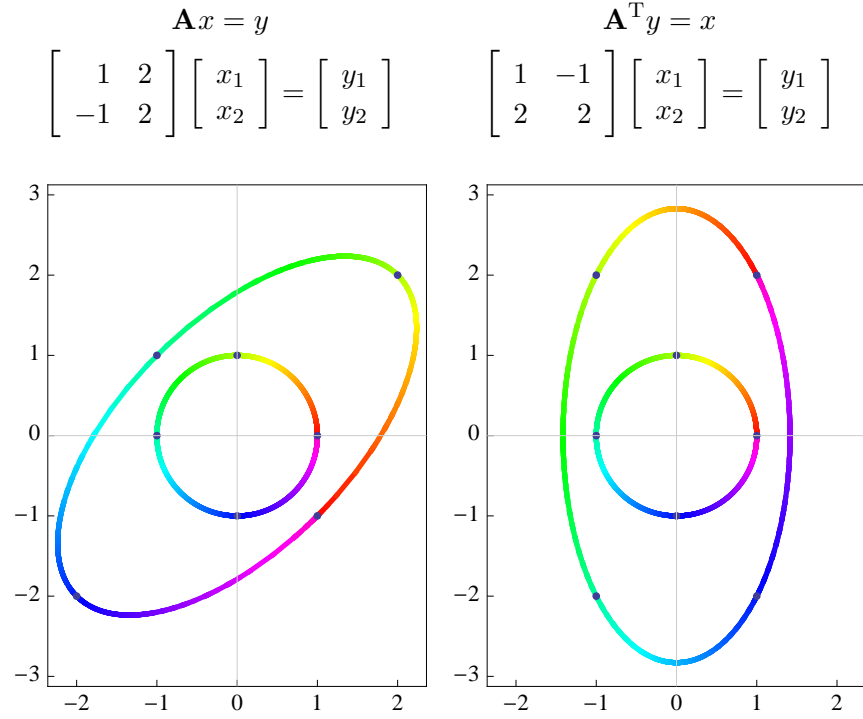 Ax = y
[ 1 2 ] [ x₁ ] = [ y₁ ]
[ −1 2 ] [ x₂ ] = [ y₂ ]
3
2
1
0
−1
−2
−3
−2 −1 0 1 2
Aᵀy = x
[ 1 −1 ] [ x₁ ] = [ y₁ ]
[ 2 2 ] [ x₂ ] = [ y₂ ]
3
2
1
0
−1
−2
−3
−2 −1 0 1 2